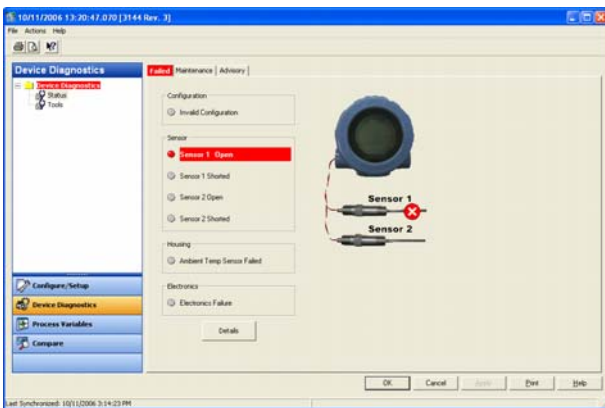 10/11/2006 13:20:47.070 [3144 Rev. 3]
File Actions Help
Device Diagnostics
Device Diagnostics
Status
Tools
Configure/Setup
Device Diagnostics
Process Variables
Compare
Failed Maintenance Advisory
Configuration
Invalid Configuration
Sensor
Sensor 1 Open
Sensor 1 Shorted
Sensor 2 Open
Sensor 2 Shorted
Housing
Ambient Temp Sensor Failed
Electronics
Electronics Failure
Details
Sensor 1
Sensor 2
OK Cancel Apply Print Help
Last Synchronized: 10/11/2006 3:14:23 PM